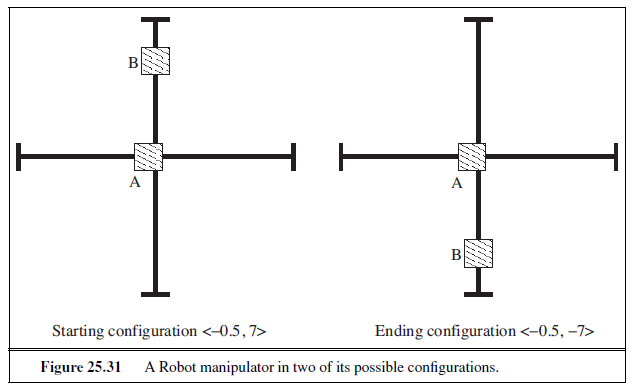 B
A
A
B
Starting configuration <–0.5, 7>
Ending configuration <–0.5, –7>
Figure 25.31 A Robot manipulator in two of its possible configurations.